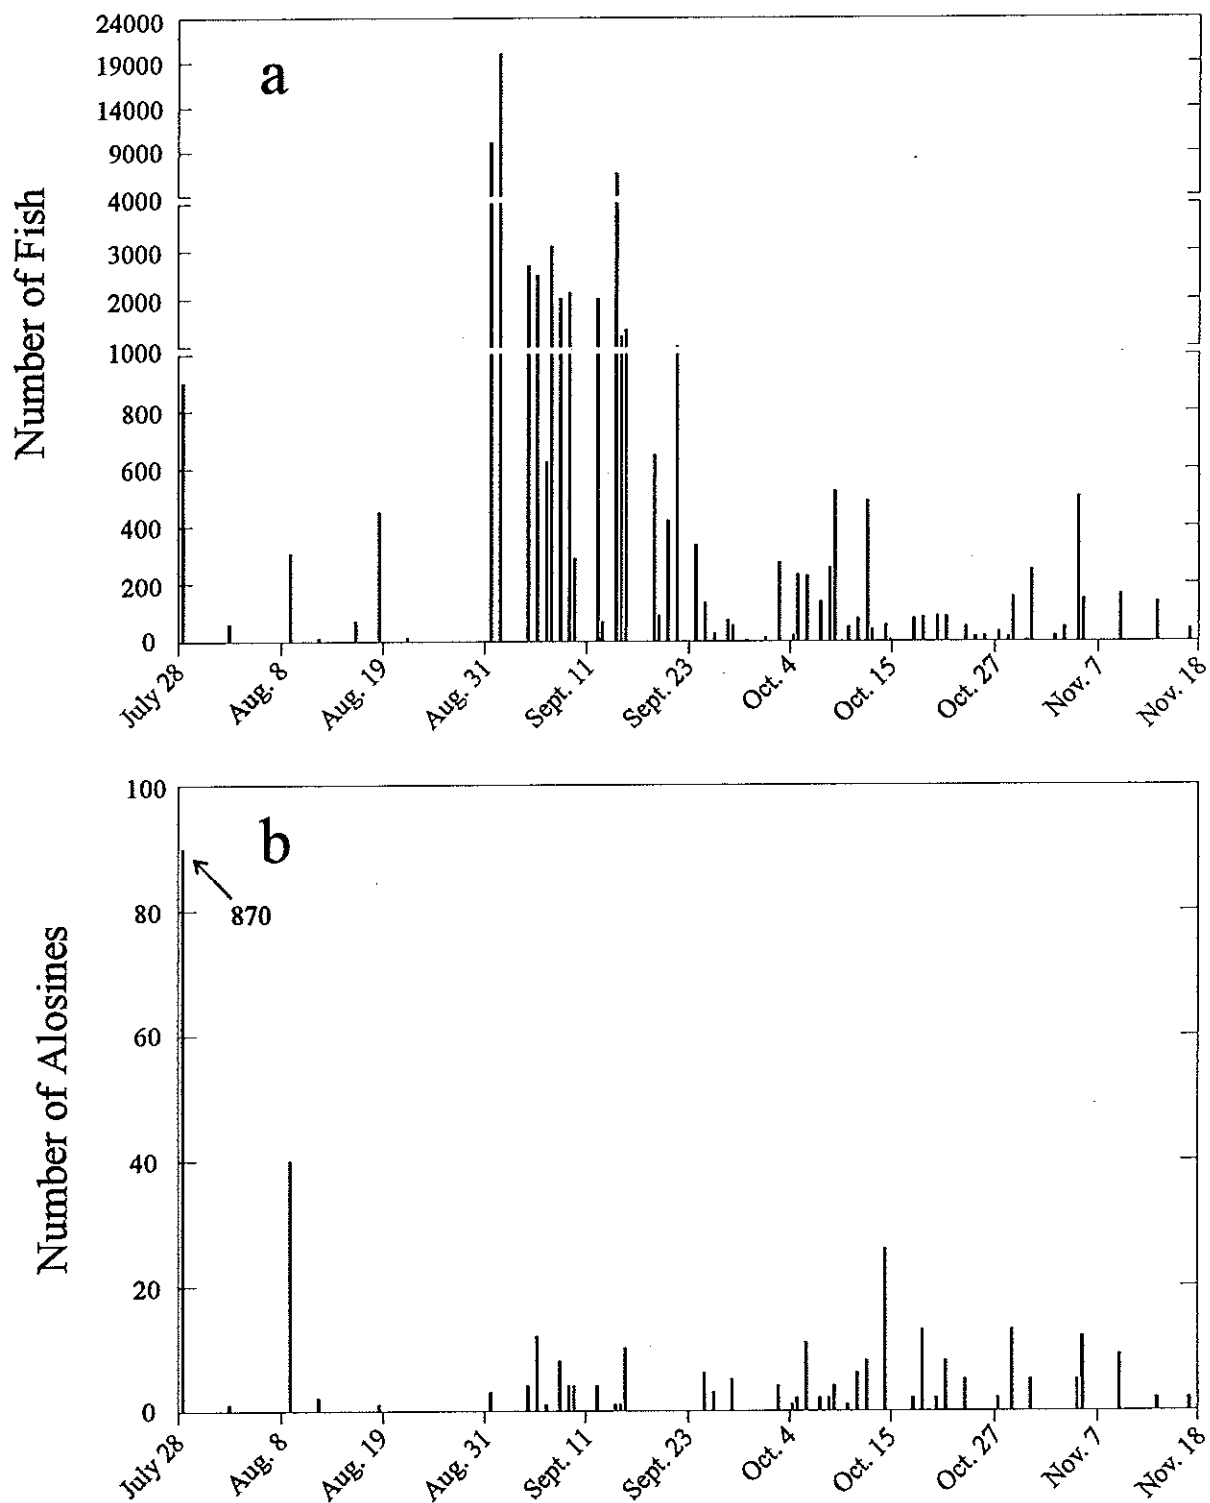 a
Number of Fish
24000
19000
14000
9000
4000
4000
3000
2000
1000
1000
800
600
400
200
0
July 28
Aug. 8
Aug. 19
Aug. 31
Sept. 11
Sept. 23
Oct. 4
Oct. 15
Oct. 27
Nov. 7
Nov. 18
b
Number of Alosines
100
80
60
40
20
0
870
July 28
Aug. 8
Aug. 19
Aug. 31
Sept. 11
Sept. 23
Oct. 4
Oct. 15
Oct. 27
Nov. 7
Nov. 18